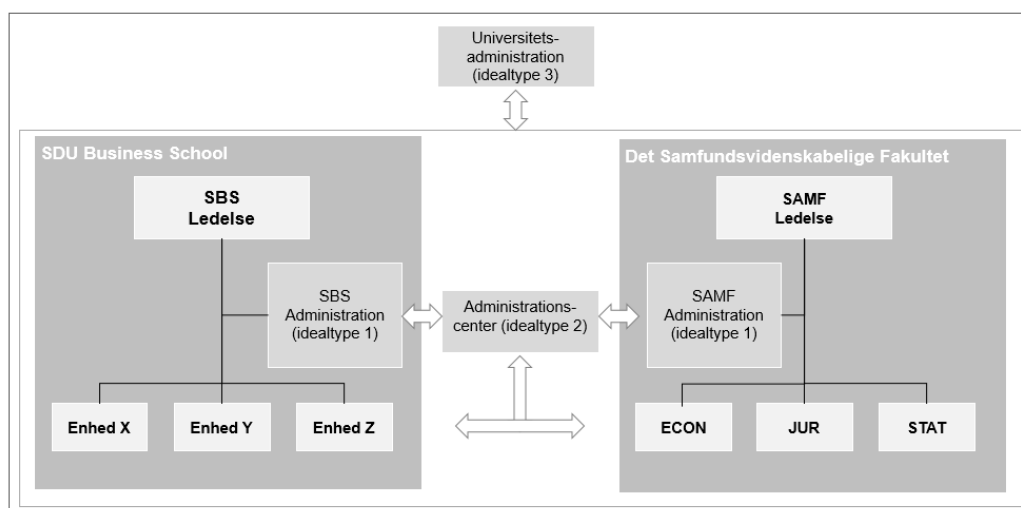 Universitets-
administration
(idealtype 3)
SDU Business School
Det Samfundsvidenskabelige Fakultet
SBS
Ledelse
SAMF
Ledelse
SBS
Administration
(idealtype 1)
Administrations-
center (idealtype 2)
SAMF
Administration
(idealtype 1)
Enhed X
Enhed Y
Enhed Z
ECON
JUR
STAT